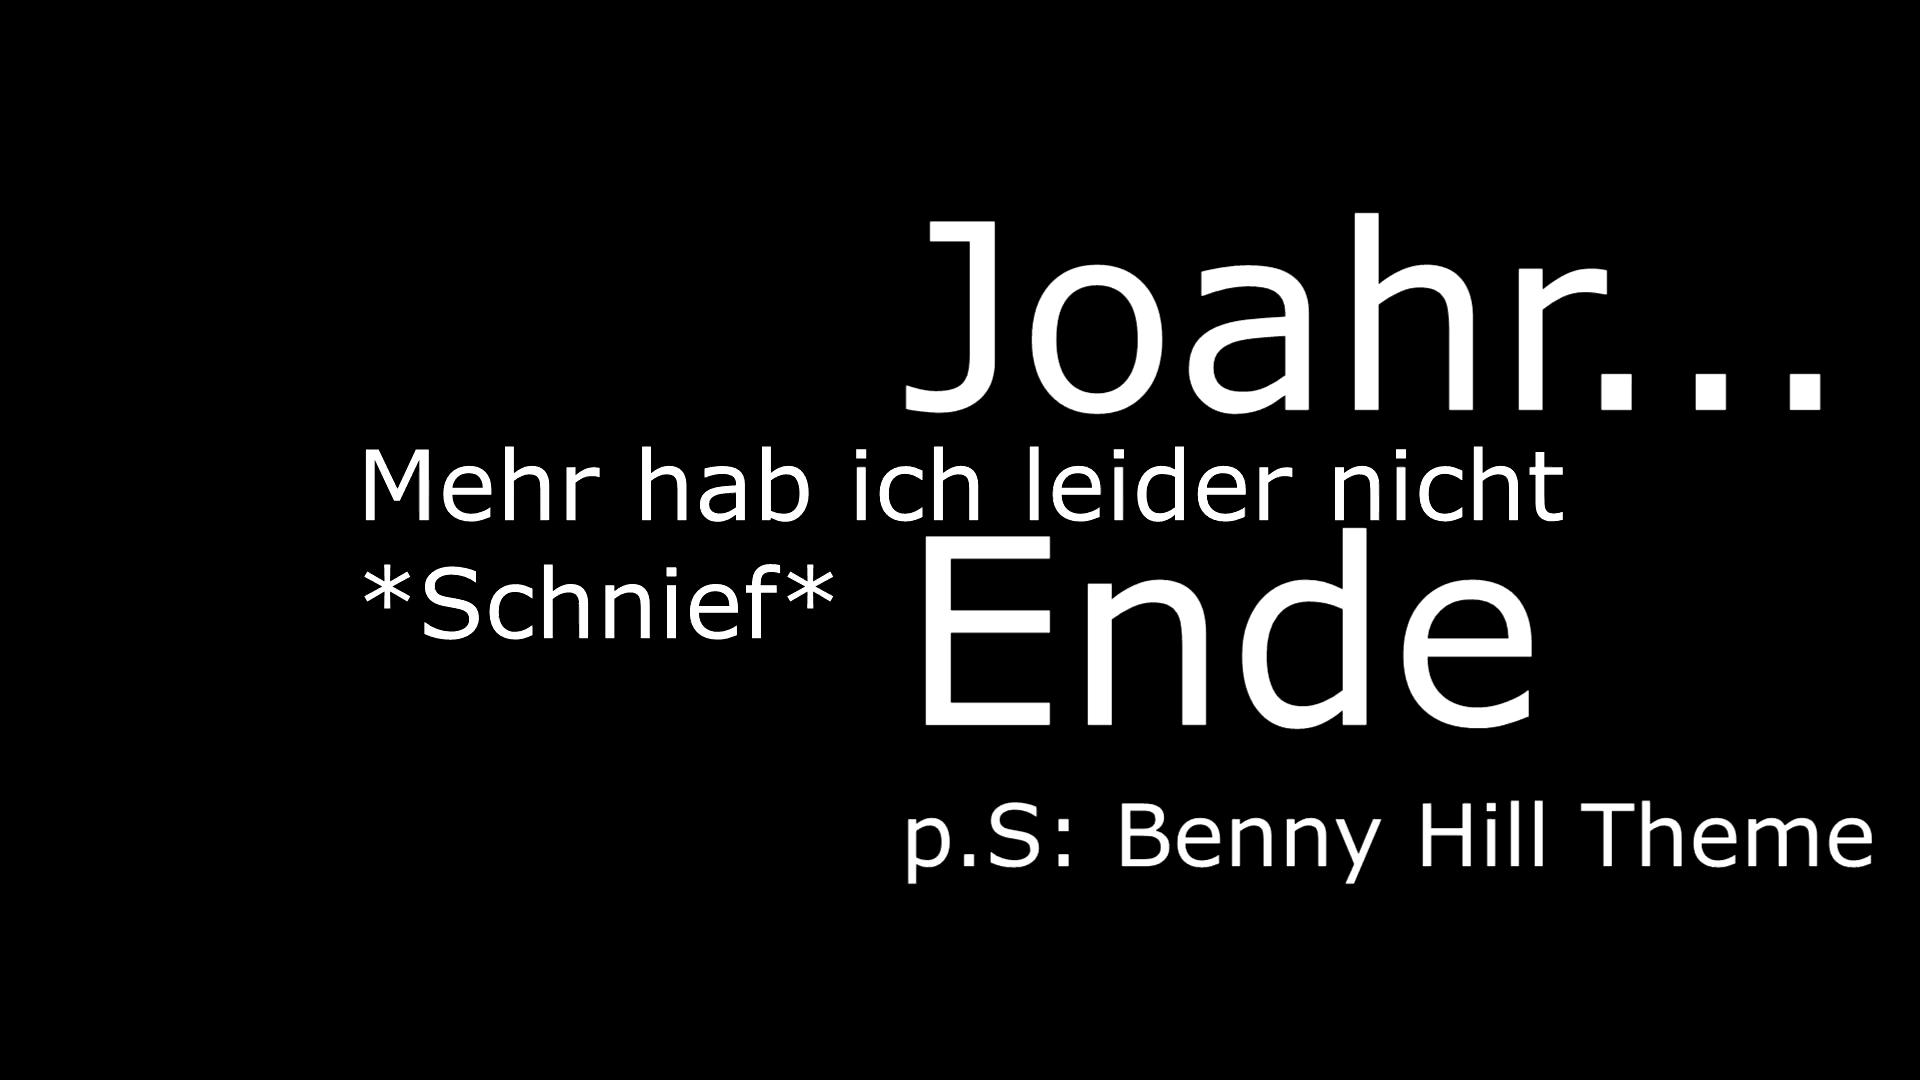 Joahr...
Mehr hab ich leider nicht
*Schnief*
Ende
p.S: Benny Hill Theme